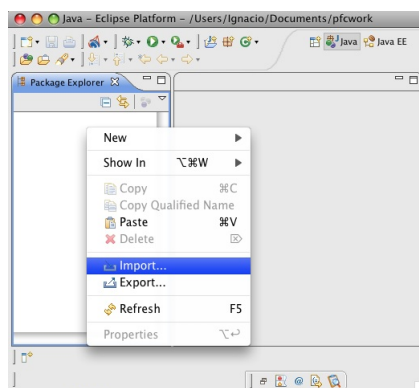 Java - Eclipse Platform - /Users/Ignacio/Documents/pfcwork
Java Java EE
Package Explorer
New
Show In ⌥⌘W
Copy ⌘C
Copy Qualified Name
Paste ⌘V
Delete ⌦
Import...
Export...
Refresh F5
Properties ⌥↩